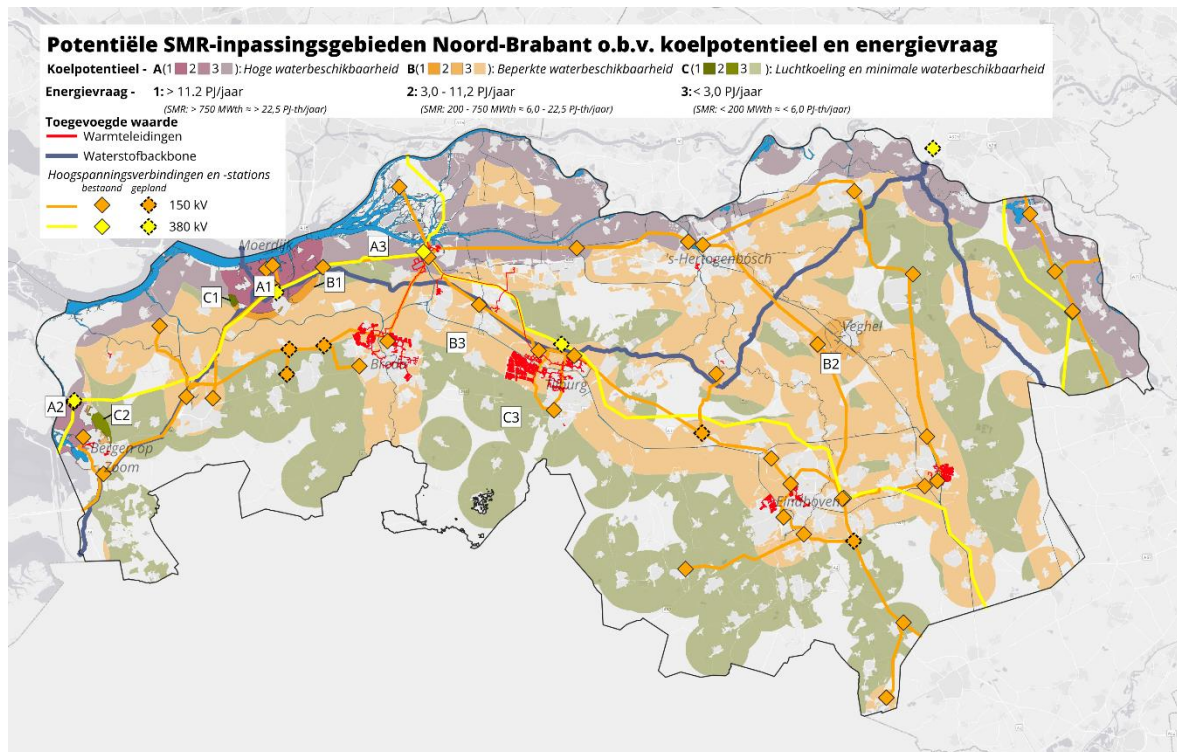 Potentiële SMR-inpassingsgebieden Noord-Brabant o.b.v. koelpotentieel en energievraag
Koelpotentieel - A(1 2 3 ): Hoge waterbeschikbaarheid B(1 2 3 ): Beperkte waterbeschikbaarheid C(1 2 3 ): Luchtkoeling en minimale waterbeschikbaarheid
Energievraag - 1: > 11.2 PJ/jaar 2: 3,0 - 11,2 PJ/jaar 3: < 3,0 PJ/jaar
(SMR: > 750 MWth ≈ > 22,5 PJ-th/jaar) (SMR: 200 - 750 MWth ≈ 6,0 - 22,5 PJ-th/jaar) (SMR: < 200 MWth ≈ < 6,0 PJ-th/jaar)
Toegevoegde waarde
Warmteleidingen
Waterstofbackbone
Hoogspanningsverbindingen en -stations
bestaand gepland
150 kV
380 kV
Moerdijk
A3
's-Hertogenbosch
C1
A1
B1
Veghel
B3
Breda
B2
Tilburg
A2
C2
C3
Bergen op
Zoom
Eindhoven